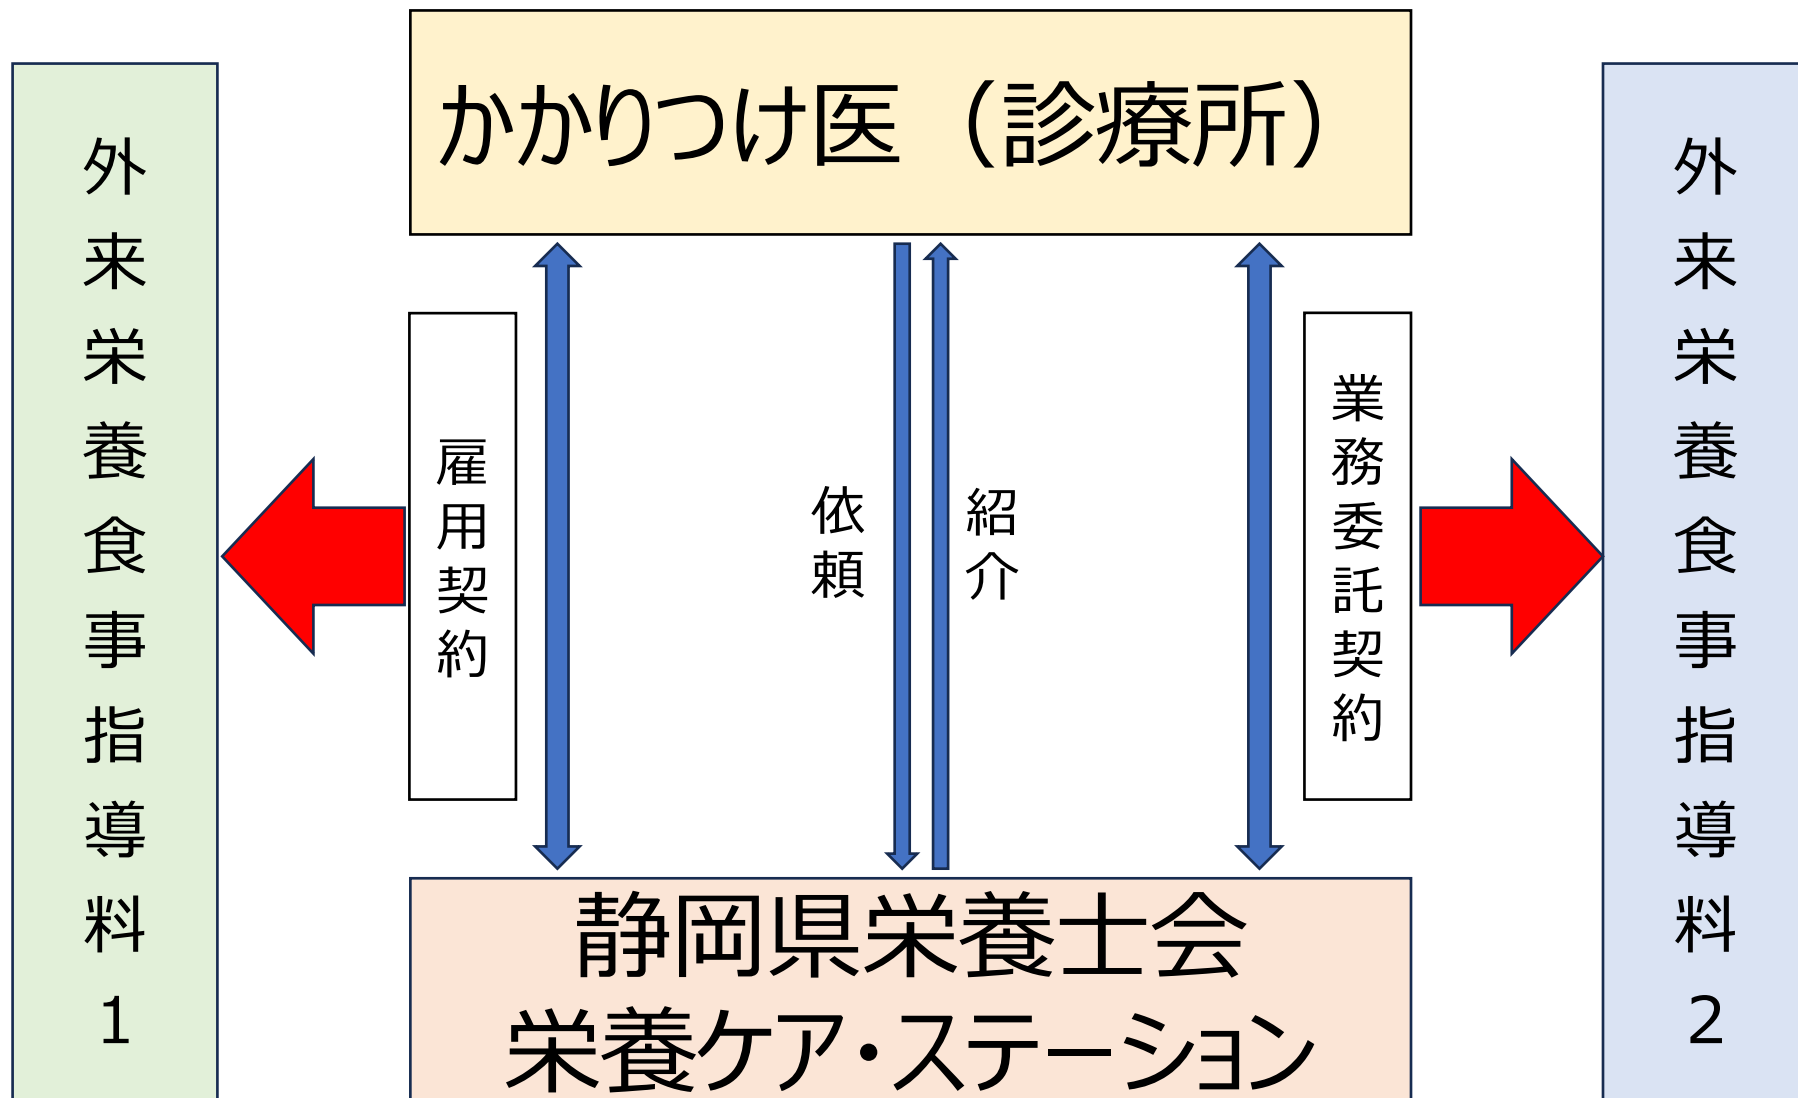 かかりつけ医（診療所）
外来栄養食事指導料1
雇用契約
依頼
紹介
業務委託契約
外来栄養食事指導料2
静岡県栄養士会
栄養ケア・ステーション